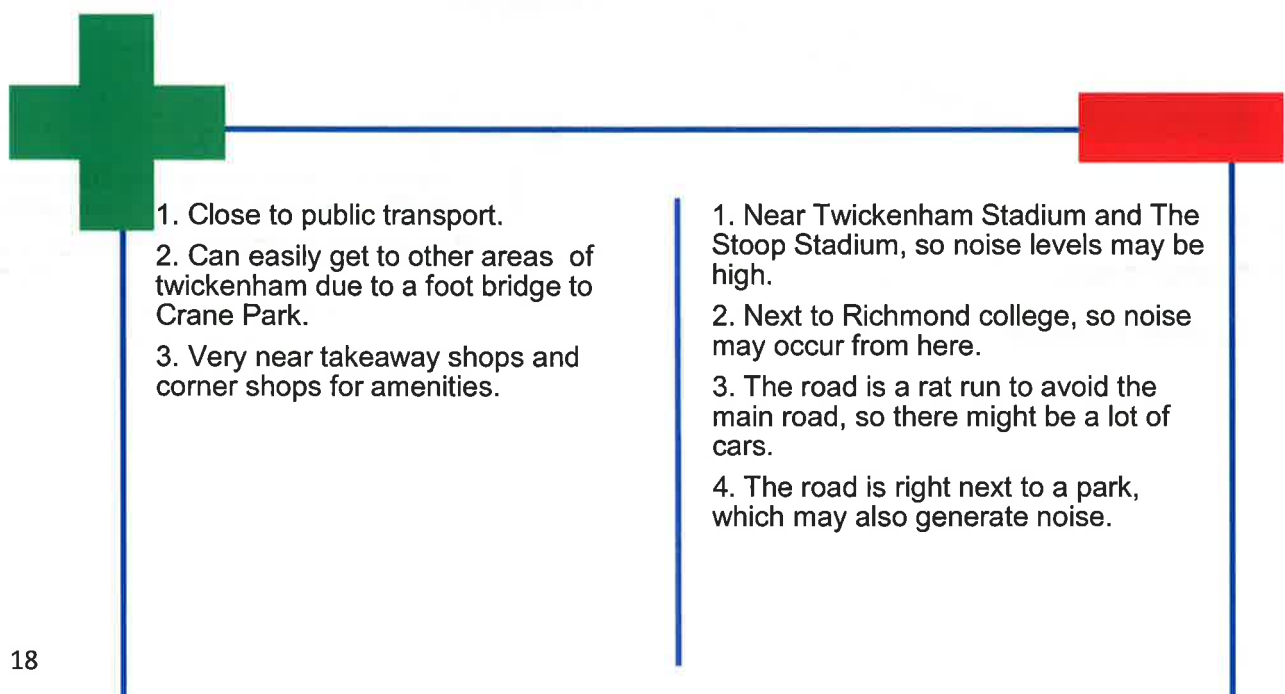 1. Close to public transport.
2. Can easily get to other areas of
twickenham due to a foot bridge to
Crane Park.
3. Very near takeaway shops and
corner shops for amenities.
1. Near Twickenham Stadium and The
Stoop Stadium, so noise levels may be
high.
2. Next to Richmond college, so noise
may occur from here.
3. The road is a rat run to avoid the
main road, so there might be a lot of
cars.
4. The road is right next to a park,
which may also generate noise.
18